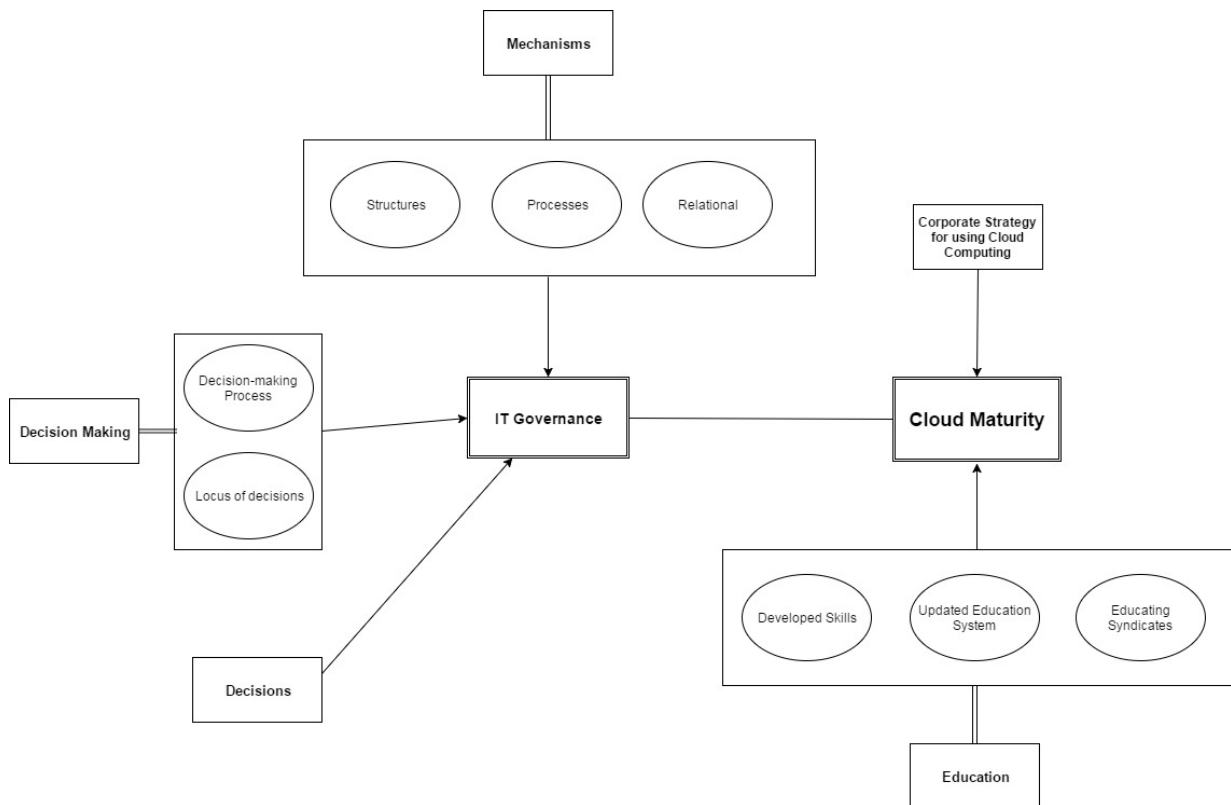 Mechanisms
Structures
Processes
Relational
Corporate Strategy
for using Cloud
Computing
Decision-making
Process
Decision Making
Locus of decisions
IT Governance
Cloud Maturity
Decisions
Developed Skills
Updated Education
System
Educating
Syndicates
Education